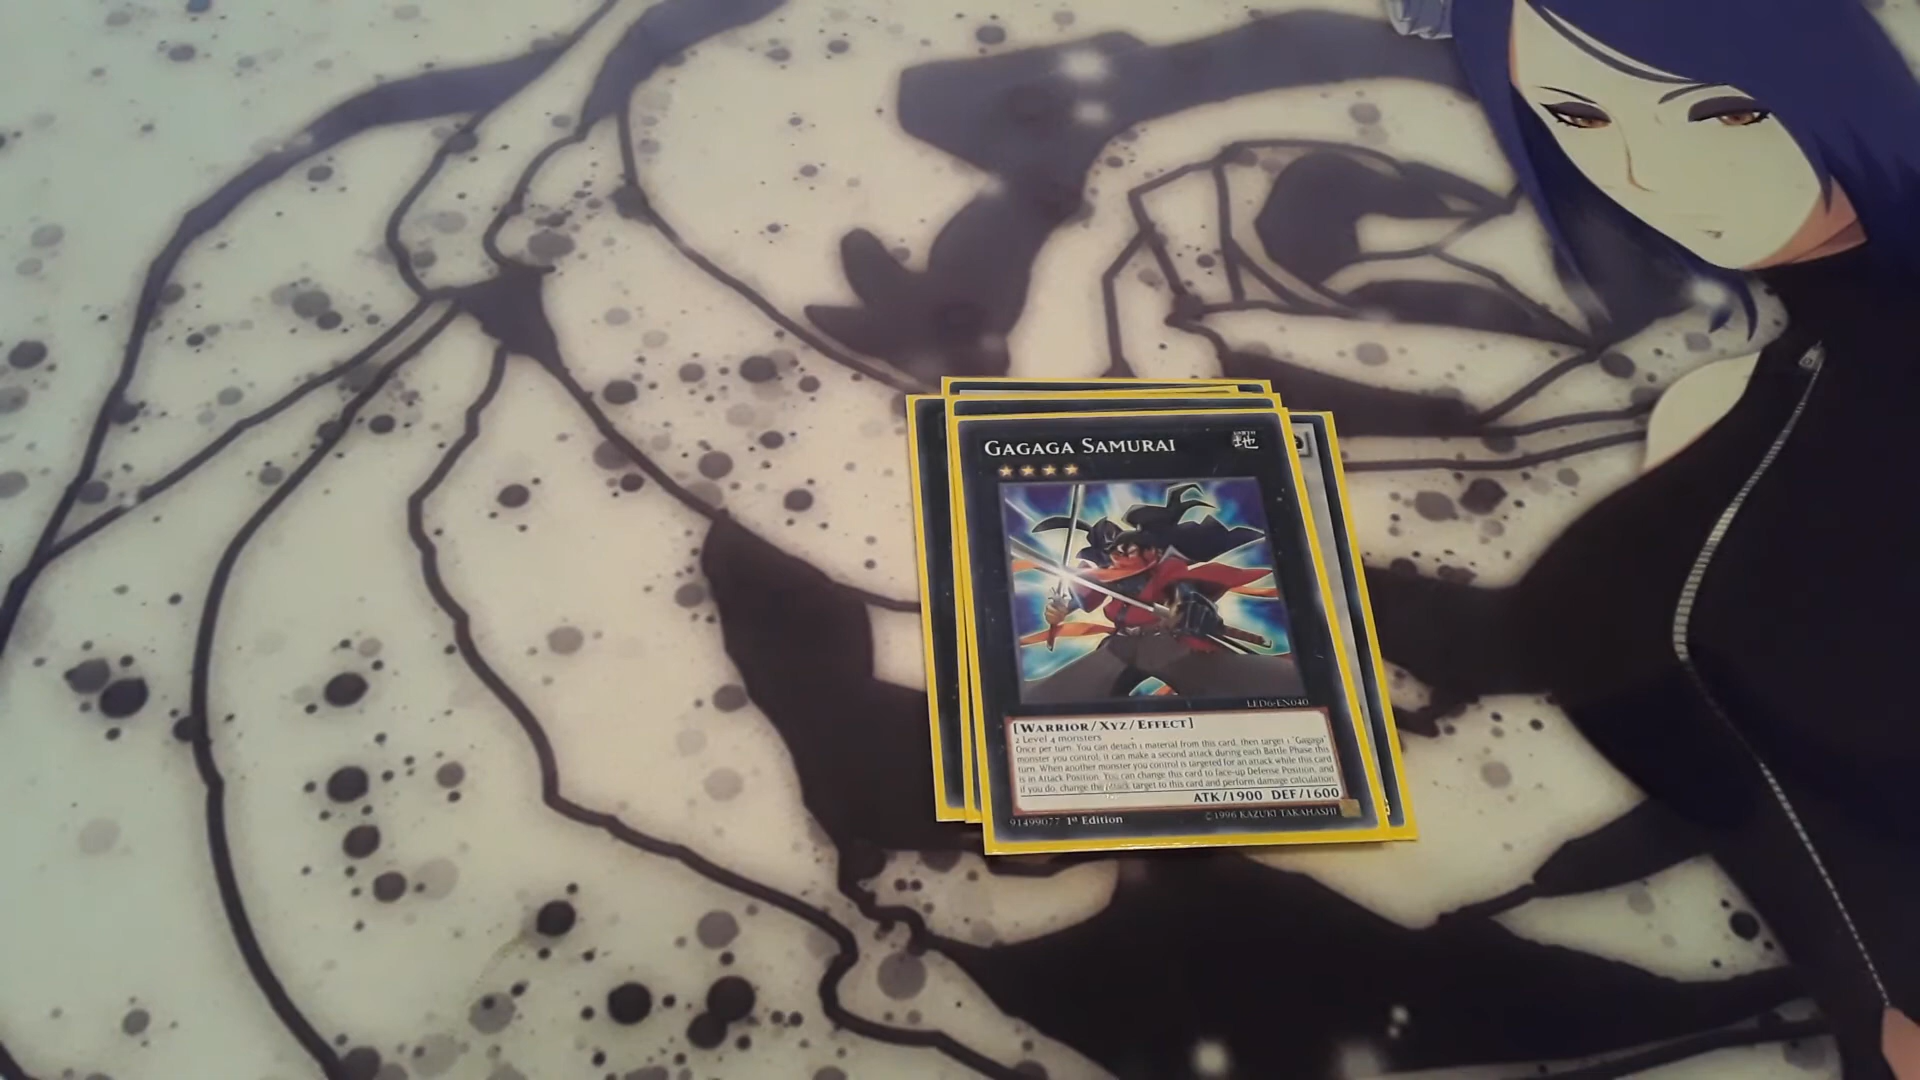 GAGAGA SAMURAI
EARTH
地
LED6-EN040
[WARRIOR/XYZ/EFFECT]
2 Level 4 monsters
Once per turn: You can detach 1 material from this card, then target 1 "Gagaga"
monster you control; it can make a second attack during each Battle Phase this
turn. When another monster you control is targeted for an attack while this card
is in Attack Position: You can change this card to face-up Defense Position, and
if you do, change the attack target to this card and perform damage calculation.
ATK/1900 DEF/1600
91499077 1st Edition
©1996 KAZUKI TAKAHASHI